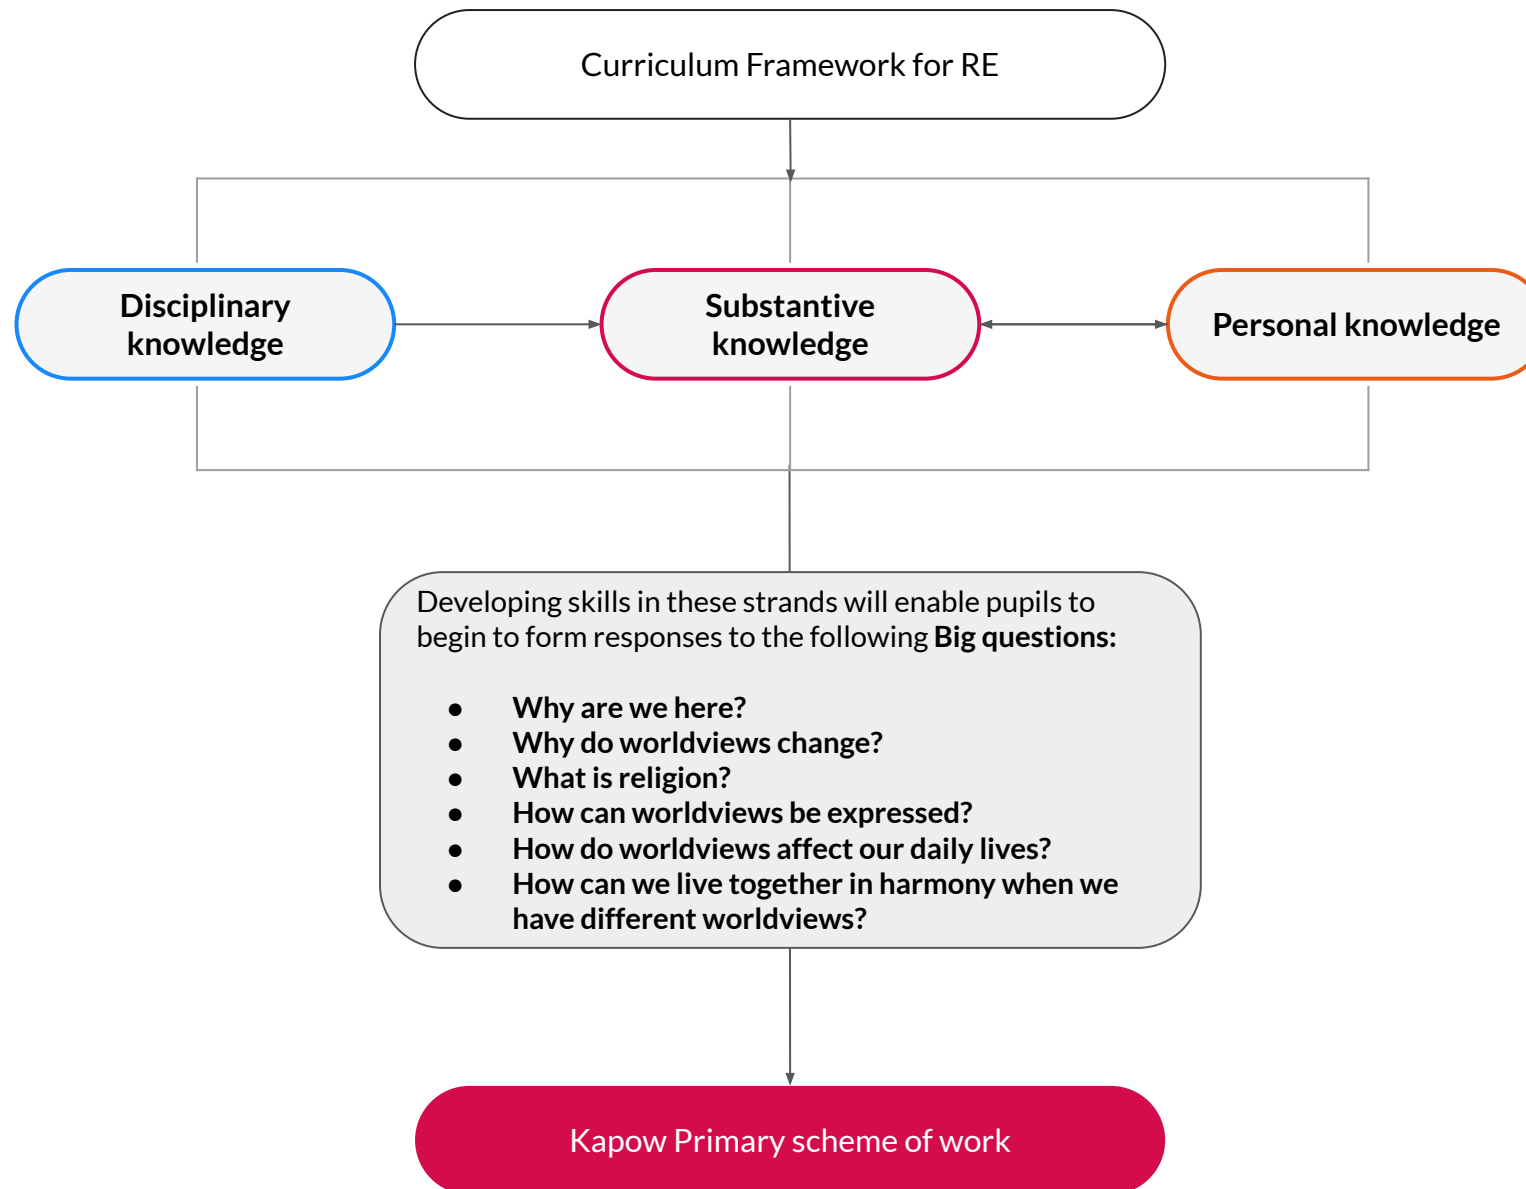 Curriculum Framework for RE
Disciplinary
knowledge
Substantive
knowledge
Personal knowledge
Developing skills in these strands will enable pupils to
begin to form responses to the following Big questions:
● Why are we here?
● Why do worldviews change?
● What is religion?
● How can worldviews be expressed?
● How do worldviews affect our daily lives?
● How can we live together in harmony when we
have different worldviews?
Kapow Primary scheme of work